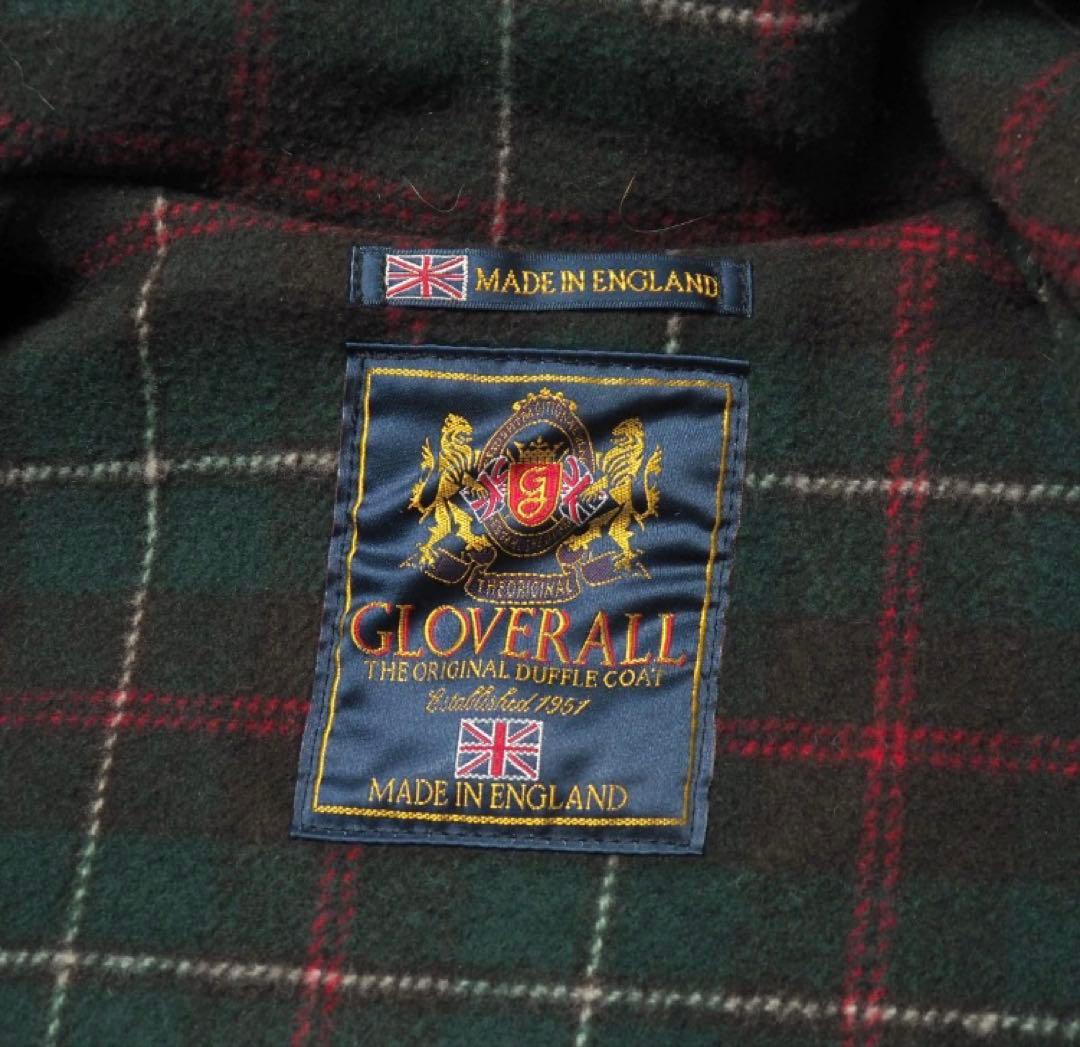 MADE IN ENGLAND
G
THE ORIGINAL
GLOVERALL
THE ORIGINAL DUFFLE COAT
Established 1951
MADE IN ENGLAND